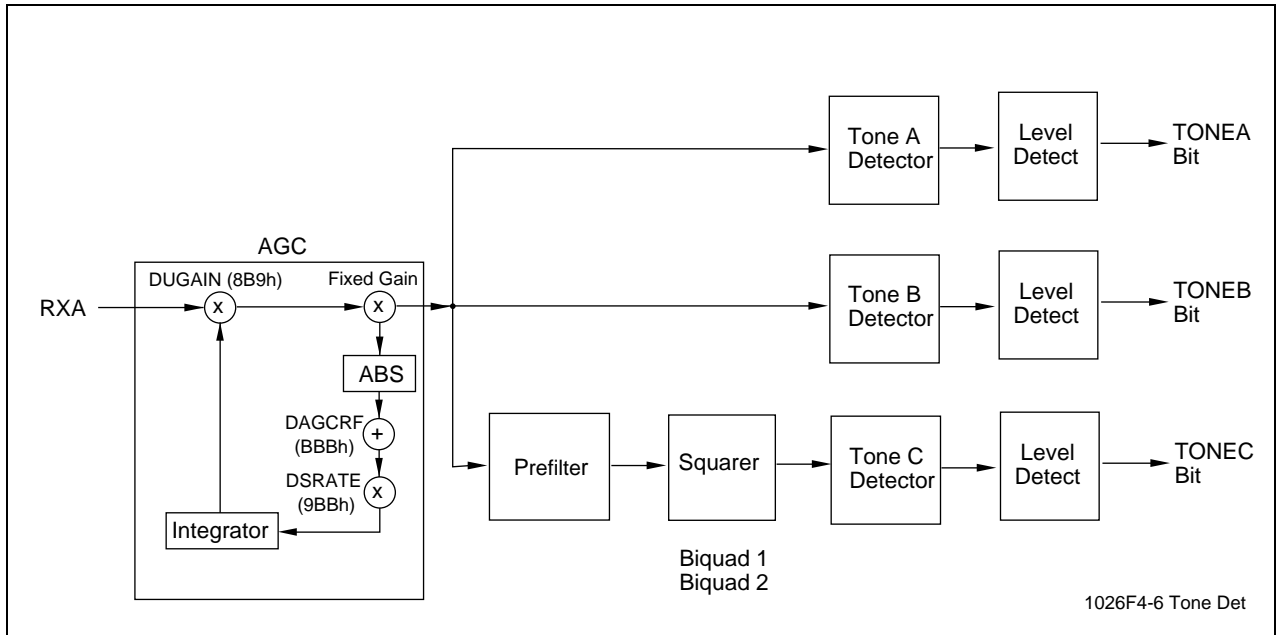 Tone A
Detector
Level
Detect
TONEA
Bit
AGC
DUGAIN (8B9h)
Fixed Gain
RXA
x
x
Tone B
Detector
Level
Detect
TONEB
Bit
ABS
DAGCRF
(BBBh)
+
DSRATE
(9BBh)
x
Integrator
Prefilter
Squarer
Tone C
Detector
Level
Detect
TONEC
Bit
Biquad 1
Biquad 2
1026F4-6 Tone Det